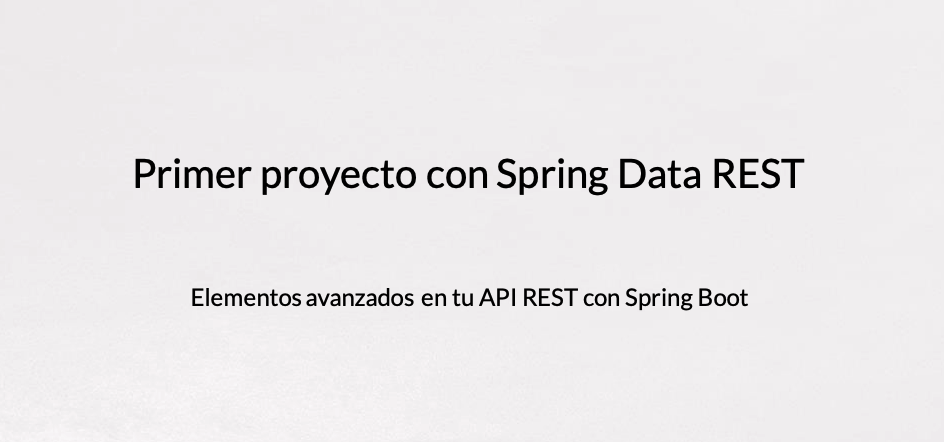 Primer proyecto con Spring Data REST
Elementos avanzados en tu API REST con Spring Boot